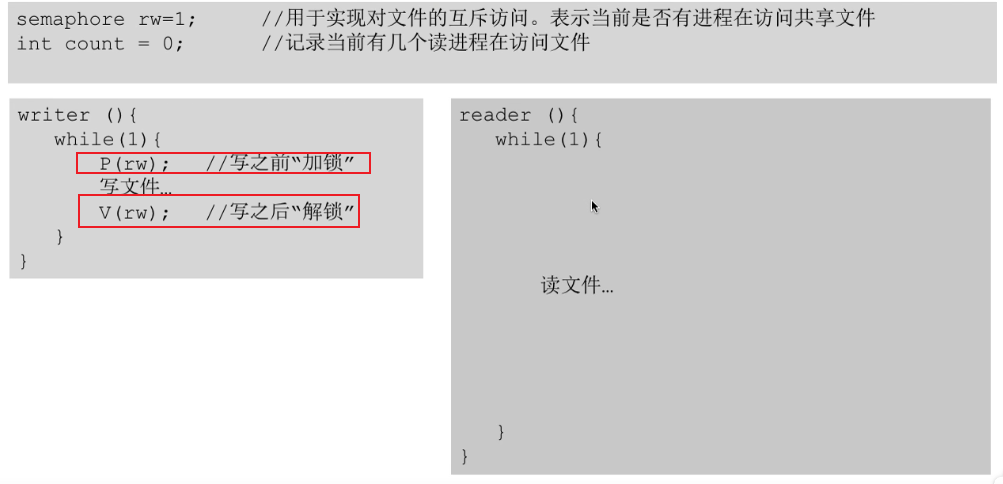 semaphore rw=1;      //用于实现对文件的互斥访问。表示当前是否有进程在访问共享文件
int count = 0;      //记录当前有几个读进程在访问文件
writer (){
while(1){
P(rw);   //写之前“加锁”
写文件…
V(rw);   //写之后“解锁”
}
}
reader (){
while(1){
读文件…
}
}